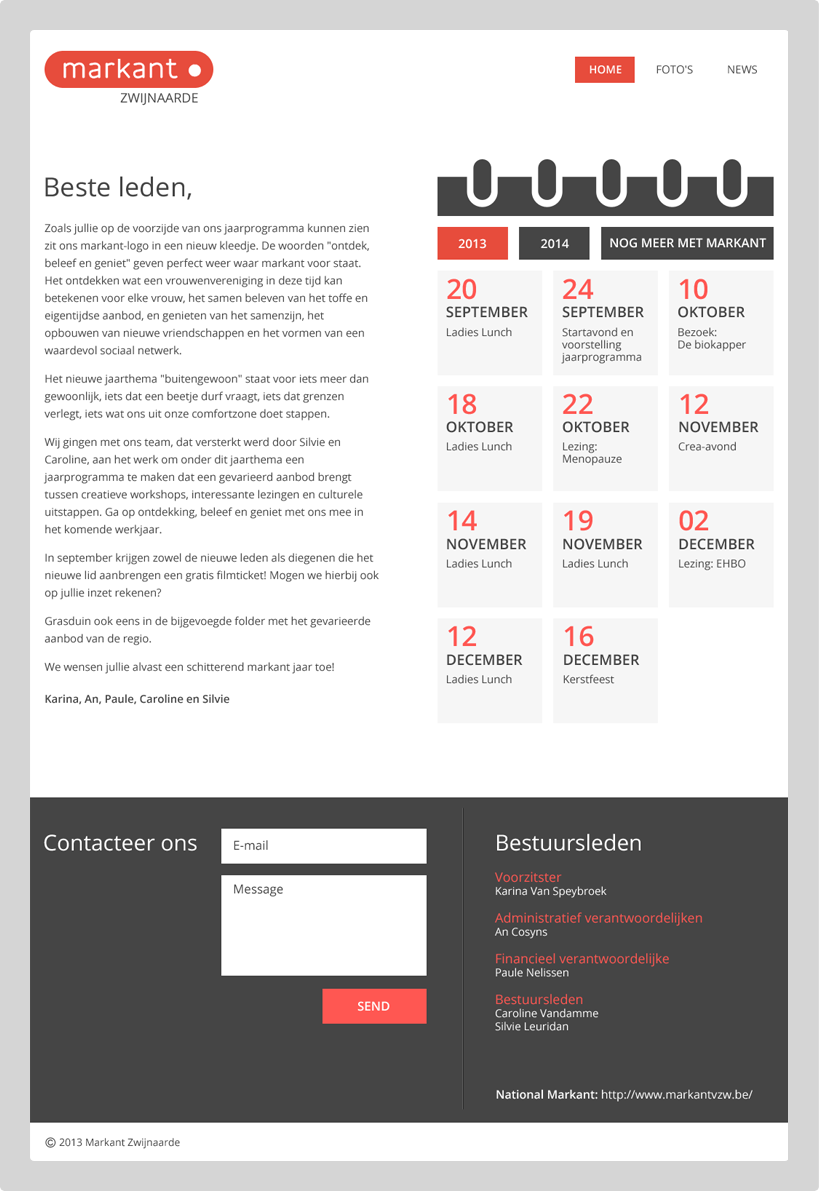 markant
ZWIJNAARDE
HOME
FOTO'S
NEWS
Beste leden,
Zoals jullie op de voorzijde van ons jaarprogramma kunnen zien
zit ons markant-logo in een nieuw kleedje. De woorden "ontdek,
beleef en geniet" geven perfect weer waar markant voor staat.
Het ontdekken wat een vrouwenvereniging in deze tijd kan
betekenen voor elke vrouw, het samen beleven van het toffe en
eigentijdse aanbod, en genieten van het samenzijn, het
opbouwen van nieuwe vriendschappen en het vormen van een
waardevol sociaal netwerk.
Het nieuwe jaarthema "buitengewoon" staat voor iets meer dan
gewoonlijk, iets dat een beetje durf vraagt, iets dat grenzen
verlegt, iets wat ons uit onze comfortzone doet stappen.
Wij gingen met ons team, dat versterkt werd door Silvie en
Caroline, aan het werk om onder dit jaarthema een
jaarprogramma te maken dat een gevarieerd aanbod brengt
tussen creatieve workshops, interessante lezingen en culturele
uitstappen. Ga op ontdekking, beleef en geniet met ons mee in
het komende werkjaar.
In september krijgen zowel de nieuwe leden als diegenen die het
nieuwe lid aanbrengen een gratis filmticket! Mogen we hierbij ook
op jullie inzet rekenen?
Grasduin ook eens in de bijgevoegde folder met het gevarieerde
aanbod van de regio.
We wensen jullie alvast een schitterend markant jaar toe!
Karina, An, Paule, Caroline en Silvie
2013
2014
NOG MEER MET MARKANT
20
SEPTEMBER
Ladies Lunch
24
SEPTEMBER
Startavond en
voorstelling
jaarprogramma
10
OKTOBER
Bezoek:
De biokapper
18
OKTOBER
Ladies Lunch
22
OKTOBER
Lezing:
Menopauze
12
NOVEMBER
Crea-avond
14
NOVEMBER
Ladies Lunch
19
NOVEMBER
Ladies Lunch
02
DECEMBER
Lezing: EHBO
12
DECEMBER
Ladies Lunch
16
DECEMBER
Kerstfeest
Contacteer ons
E-mail
Message
SEND
Bestuursleden
Voorzitster
Karina Van Speybroek
Administratief verantwoordelijken
An Cosyns
Financieel verantwoordelijke
Paule Nelissen
Bestuursleden
Caroline Vandamme
Silvie Leuridan
National Markant: http://www.markantvzw.be/
© 2013 Markant Zwijnaarde